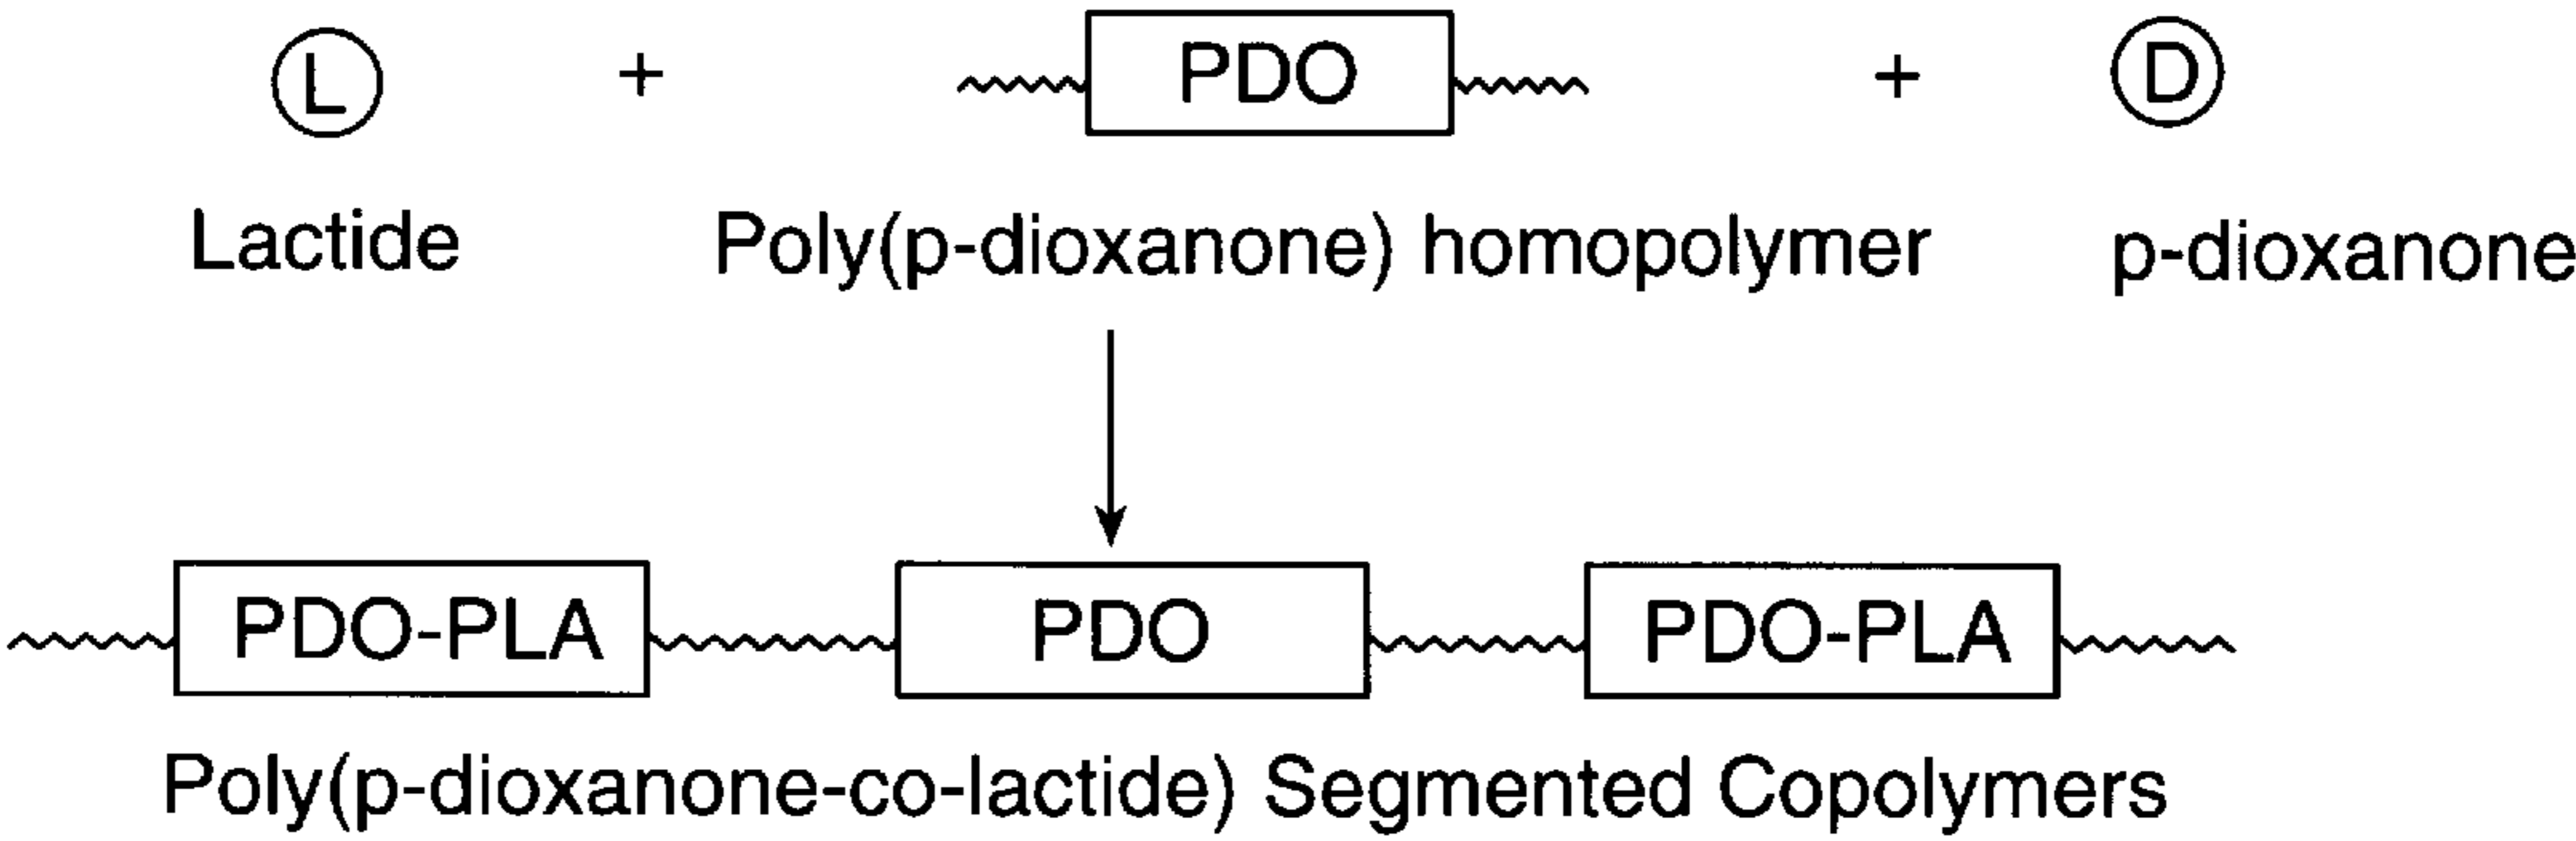 L + PDO + D
Lactide Poly(p-dioxanone) homopolymer p-dioxanone
PDO-PLA PDO PDO-PLA
Poly(p-dioxanone-co-lactide) Segmented Copolymers